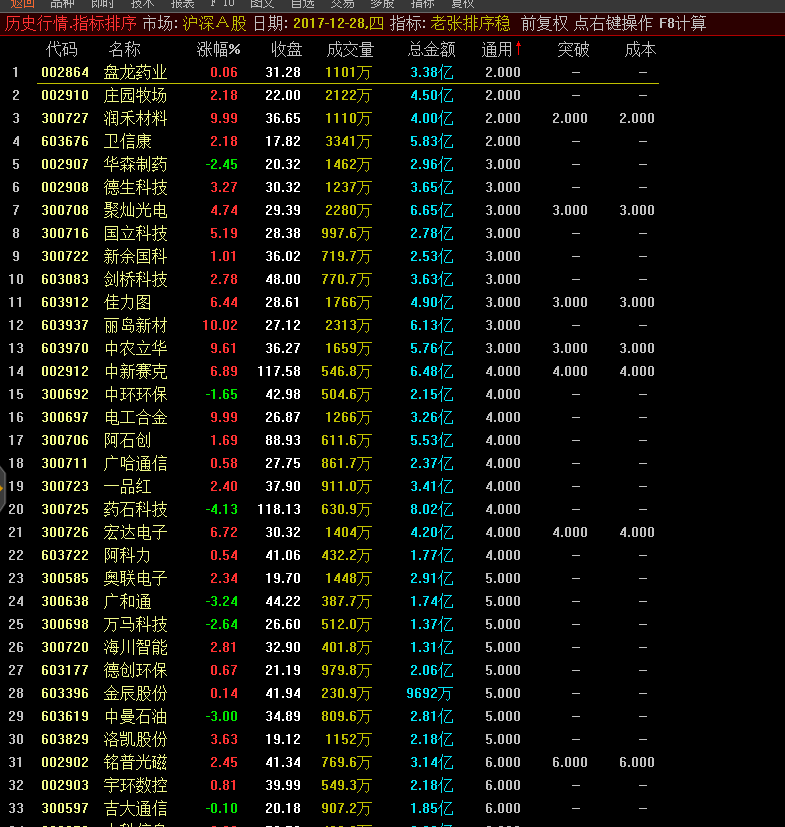 返回 品种 即时 技术 报表 F10 图文 自选 交易 多股 指标 复权
历史行情.指标排序 市场: 沪深A股 日期: 2017-12-28,四 指标: 老张排序稳 前复权 点右键操作 F8计算
代码 名称 涨幅% 收盘 成交量 总金额 通用↑ 突破 成本
1 002864 盘龙药业 0.06 31.28 1101万 3.38亿 2.000 — —
2 002910 庄园牧场 2.18 22.00 2122万 4.50亿 2.000 — —
3 300727 润禾材料 9.99 36.65 1110万 4.00亿 2.000 2.000 2.000
4 603676 卫信康 2.18 17.82 3341万 5.83亿 2.000 — —
5 002907 华森制药 -2.45 20.32 1462万 2.96亿 3.000 — —
6 002908 德生科技 3.27 30.32 1237万 3.65亿 3.000 — —
7 300708 聚灿光电 4.74 29.39 2280万 6.65亿 3.000 3.000 3.000
8 300716 国立科技 5.19 28.38 997.6万 2.78亿 3.000 — —
9 300722 新余国科 1.01 36.02 719.7万 2.53亿 3.000 — —
10 603083 剑桥科技 2.78 48.00 770.7万 3.63亿 3.000 — —
11 603912 佳力图 6.44 28.61 1766万 4.90亿 3.000 3.000 3.000
12 603937 丽岛新材 10.02 27.12 2313万 6.13亿 3.000 — —
13 603970 中农立华 9.61 36.27 1659万 5.76亿 3.000 3.000 3.000
14 002912 中新赛克 6.89 117.58 546.8万 6.48亿 4.000 4.000 4.000
15 300692 中环环保 -1.65 42.98 504.6万 2.15亿 4.000 — —
16 300697 电工合金 9.99 26.87 1266万 3.26亿 4.000 — —
17 300706 阿石创 1.69 88.93 611.6万 5.53亿 4.000 — —
18 300711 广哈通信 0.58 27.75 861.7万 2.37亿 4.000 — —
19 300723 一品红 2.40 37.90 911.0万 3.41亿 4.000 — —
20 300725 药石科技 -4.13 118.13 630.9万 8.02亿 4.000 — —
21 300726 宏达电子 6.72 30.32 1404万 4.20亿 4.000 4.000 4.000
22 603722 阿科力 0.54 41.06 432.2万 1.77亿 4.000 — —
23 300585 奥联电子 2.34 19.70 1448万 2.91亿 5.000 — —
24 300638 广和通 -3.24 44.22 387.7万 1.74亿 5.000 — —
25 300698 万马科技 -2.64 26.60 512.0万 1.37亿 5.000 — —
26 300720 海川智能 2.81 32.90 401.8万 1.31亿 5.000 — —
27 603177 德创环保 0.67 21.19 979.8万 2.06亿 5.000 — —
28 603396 金辰股份 0.14 41.94 230.9万 9692万 5.000 — —
29 603619 中曼石油 -3.00 34.89 809.6万 2.81亿 5.000 — —
30 603829 洛凯股份 3.63 19.12 1152万 2.18亿 5.000 — —
31 002902 铭普光磁 2.45 41.34 769.6万 3.14亿 6.000 6.000 6.000
32 002903 宇环数控 0.81 39.99 549.3万 2.18亿 6.000 — —
33 300597 吉大通信 -0.10 20.18 907.2万 1.85亿 6.000 — —